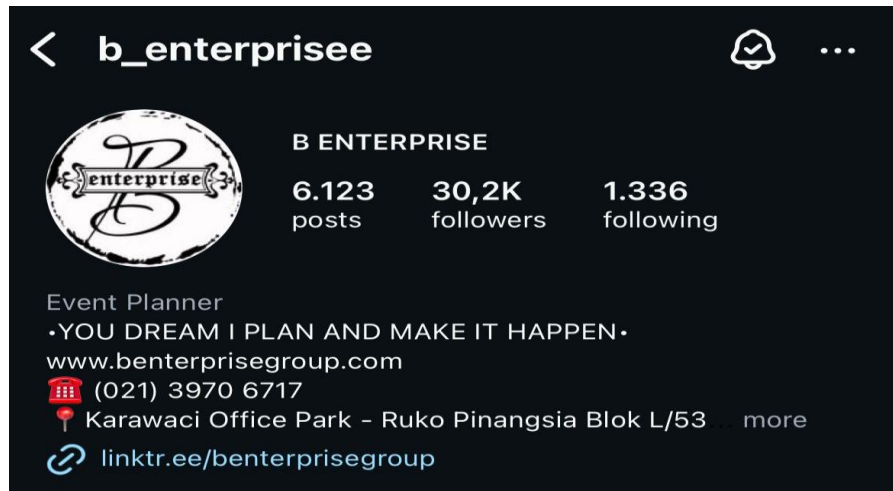 b_enterprisee
B
enterprise
B ENTERPRISE
6.123 30,2K 1.336
posts followers following
Event Planner
•YOU DREAM I PLAN AND MAKE IT HAPPEN•
www.benterprisegroup.com
☎️ (021) 3970 6717
📍 Karawaci Office Park - Ruko Pinangsia Blok L/53... more
linktr.ee/benterprisegroup